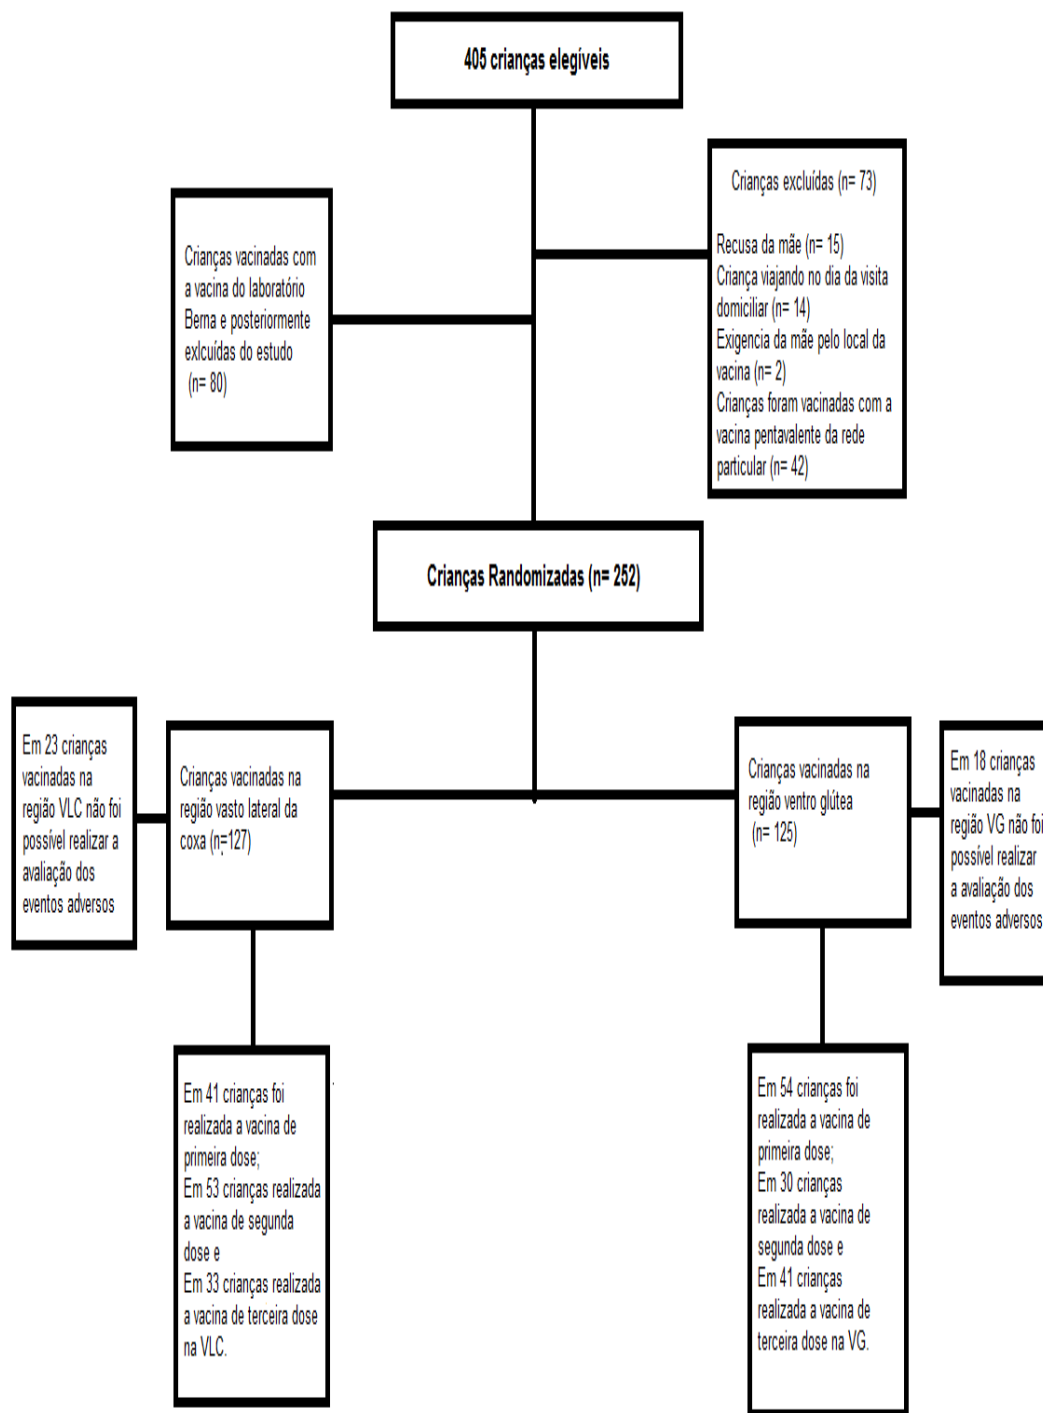 405 crianças elegíveis
Crianças excluídas (n= 73)
Recusa da mãe (n= 15)
Criança viajando no dia da visita
domiciliar (n= 14)
Exigencia da mãe pelo local da
vacina (n= 2)
Crianças foram vacinadas com a
vacina pentavalente da rede
particular (n= 42)
Crianças vacinadas com
a vacina do laboratório
Berna e posteriormente
exlcuídas do estudo
(n= 80)
Crianças Randomizadas (n= 252)
Em 23 crianças
vacinadas na
região VLC não foi
possível realizar a
avaliação dos
eventos adversos
Crianças vacinadas na
região vasto lateral da
coxa (n=127)
Crianças vacinadas na
região ventro glútea
(n= 125)
Em 18 crianças
vacinadas na
região VG não foi
possível realizar
a avaliação dos
eventos adversos
Em 41 crianças foi
realizada a vacina de
primeira dose;
Em 53 crianças realizada
a vacina de segunda
dose e
Em 33 crianças realizada
a vacina de terceira dose
na VLC.
Em 54 crianças foi
realizada a vacina de
primeira dose;
Em 30 crianças
realizada a vacina de
segunda dose e
Em 41 crianças
realizada a vacina de
terceira dose na VG.